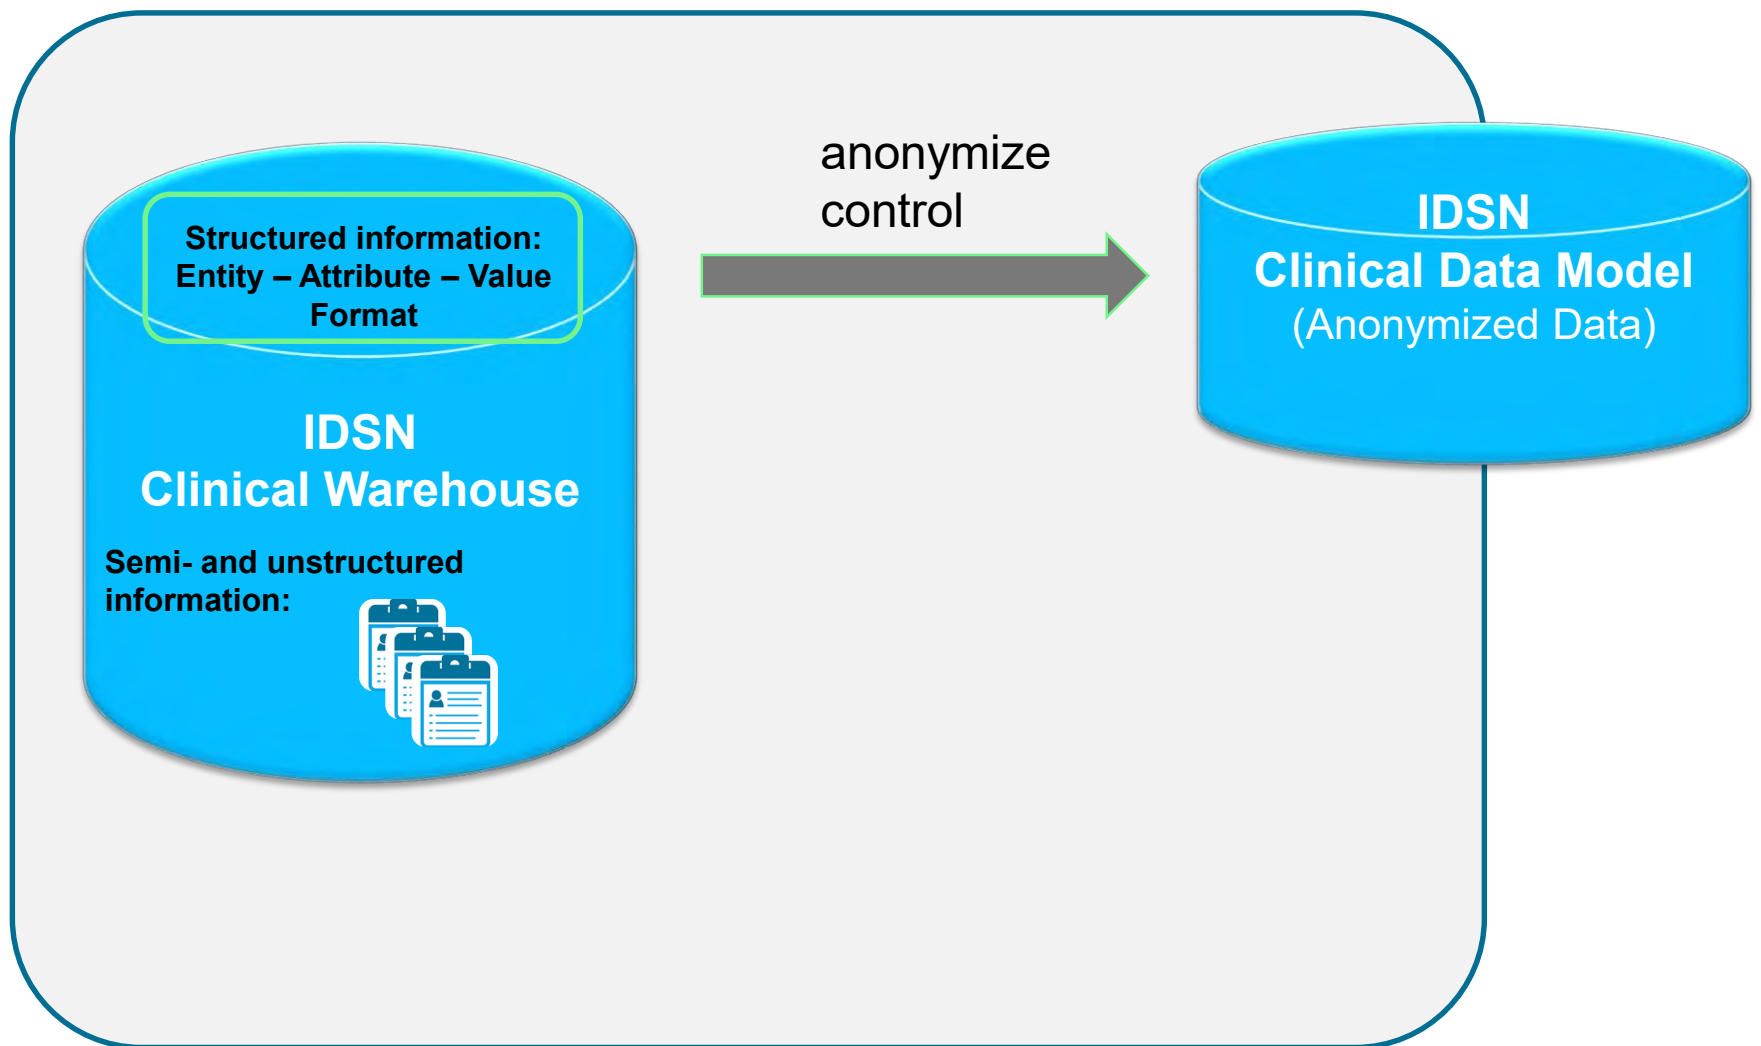 Structured information:
Entity – Attribute – Value
Format
IDSN
Clinical Warehouse
Semi- and unstructured
information:
anonymize
control
IDSN
Clinical Data Model
(Anonymized Data)